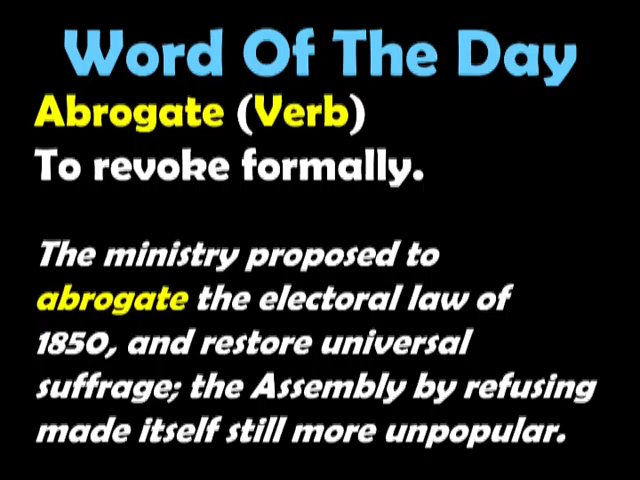 Word Of The Day
Abrogate (Verb)
To revoke formally.
The ministry proposed to
abrogate the electoral law of
1850, and restore universal
suffrage; the Assembly by refusing
made itself still more unpopular.